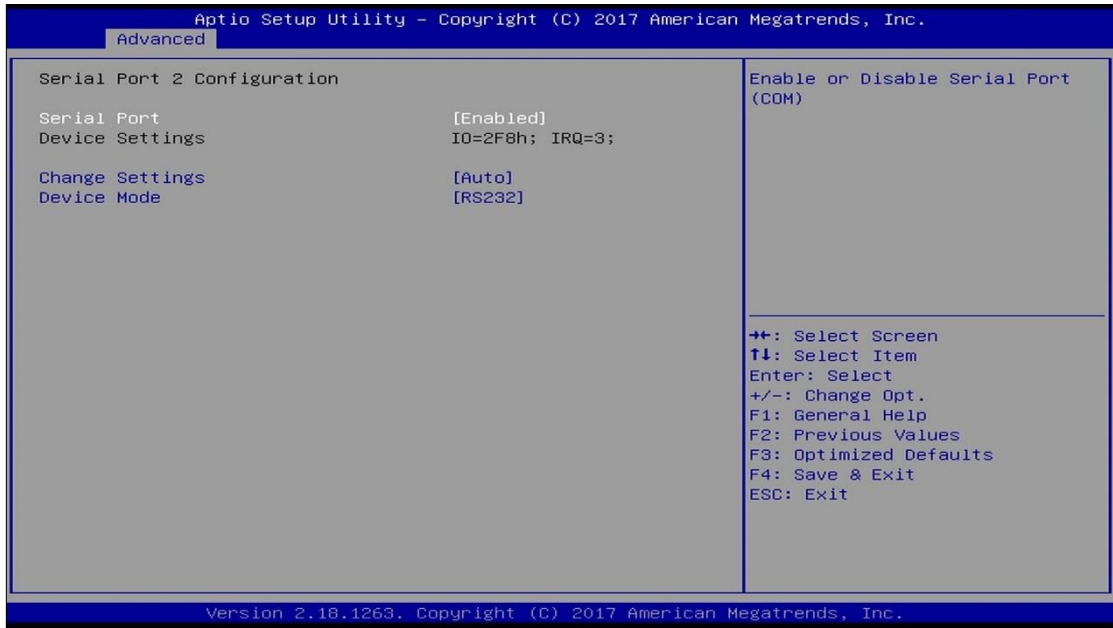 Aptio Setup Utility – Copyright (C) 2017 American Megatrends, Inc.
Advanced
Serial Port 2 Configuration
Serial Port [Enabled]
Device Settings IO=2F8h; IRQ=3;
Change Settings [Auto]
Device Mode [RS232]
Enable or Disable Serial Port
(COM)
→←: Select Screen
↑↓: Select Item
Enter: Select
+/-: Change Opt.
F1: General Help
F2: Previous Values
F3: Optimized Defaults
F4: Save & Exit
ESC: Exit
Version 2.18.1263. Copyright (C) 2017 American Megatrends, Inc.